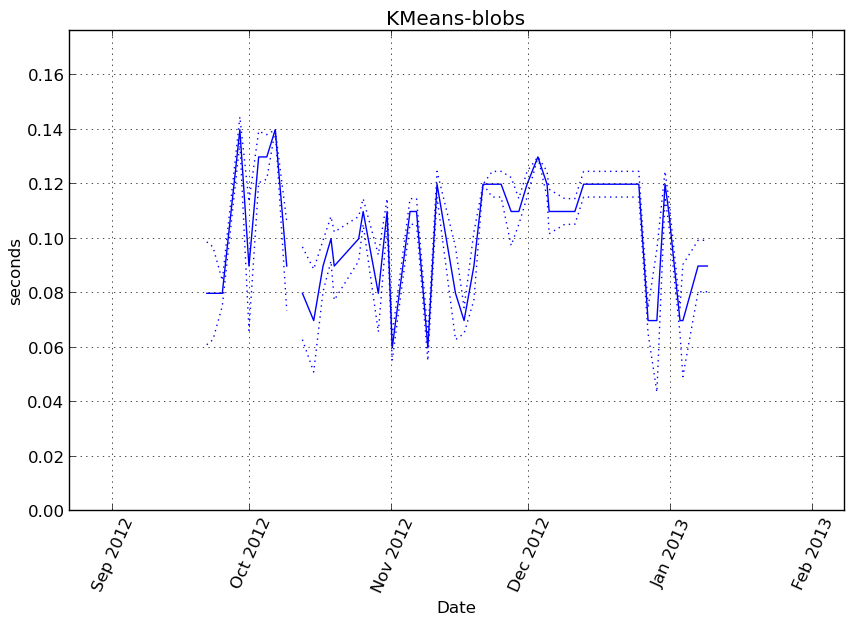 KMeans-blobs
0.16
0.14
0.12
0.10
0.08
0.06
0.04
0.02
0.00
seconds
Sep 2012
Oct 2012
Nov 2012
Dec 2012
Jan 2013
Feb 2013
Date